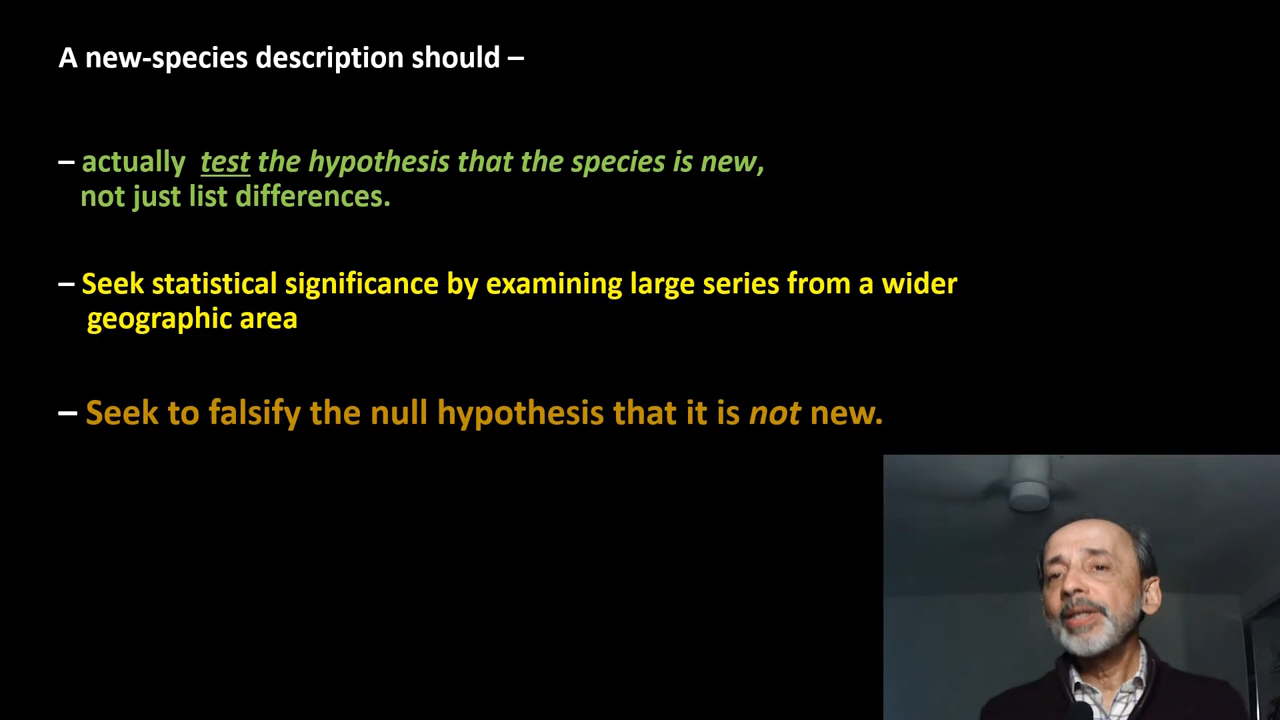 A new-species description should –
– actually test the hypothesis that the species is new,
not just list differences.
– Seek statistical significance by examining large series from a wider
geographic area
– Seek to falsify the null hypothesis that it is not new.